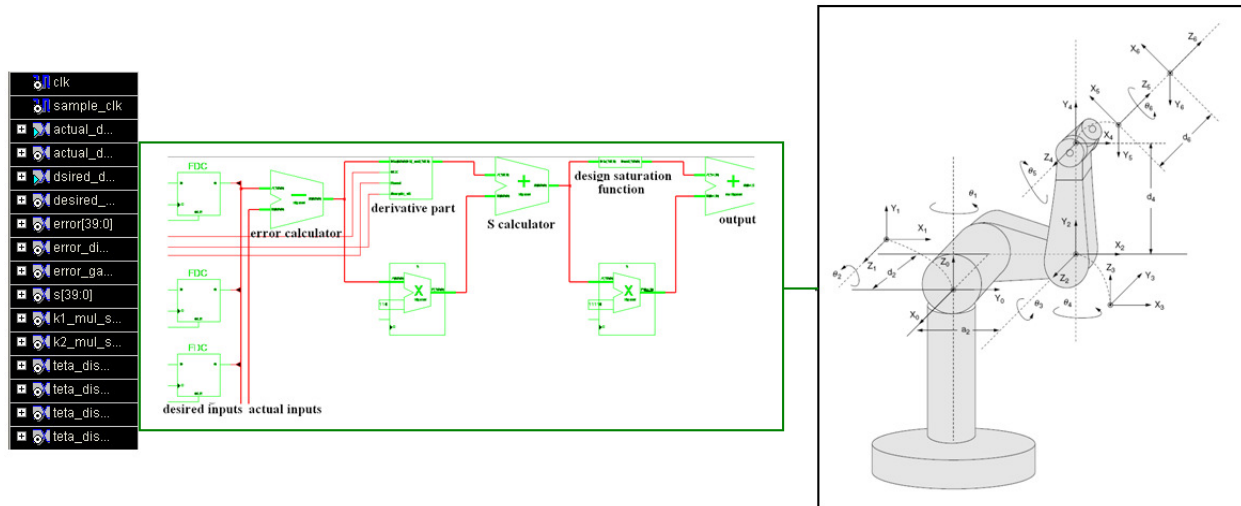 clk
sample_clk
actual_d...
actual_d...
dsired_d...
desired_...
error[39:0]
error_di...
error_ga...
s[39:0]
k1_mul_s...
k2_mul_s...
teta_dis...
teta_dis...
teta_dis...
teta_dis...
FDC
FDC
FDC
desired inputs actual inputs
error calculator
derivative part
S calculator
design saturation
function
output
−
+
+
X
X
Z₆
X₆
Y₆
θ₆
d₆
X₅
Z₅
Y₅
Y₄
X₄
Z₄
θ₅
d₄
θ₁
Y₁
X₁
Z₁
θ₂
d₂
Z₀
Y₀
X₀
a₂
Y₂
X₂
Z₂
θ₃
θ₄
Z₃
Y₃
X₃